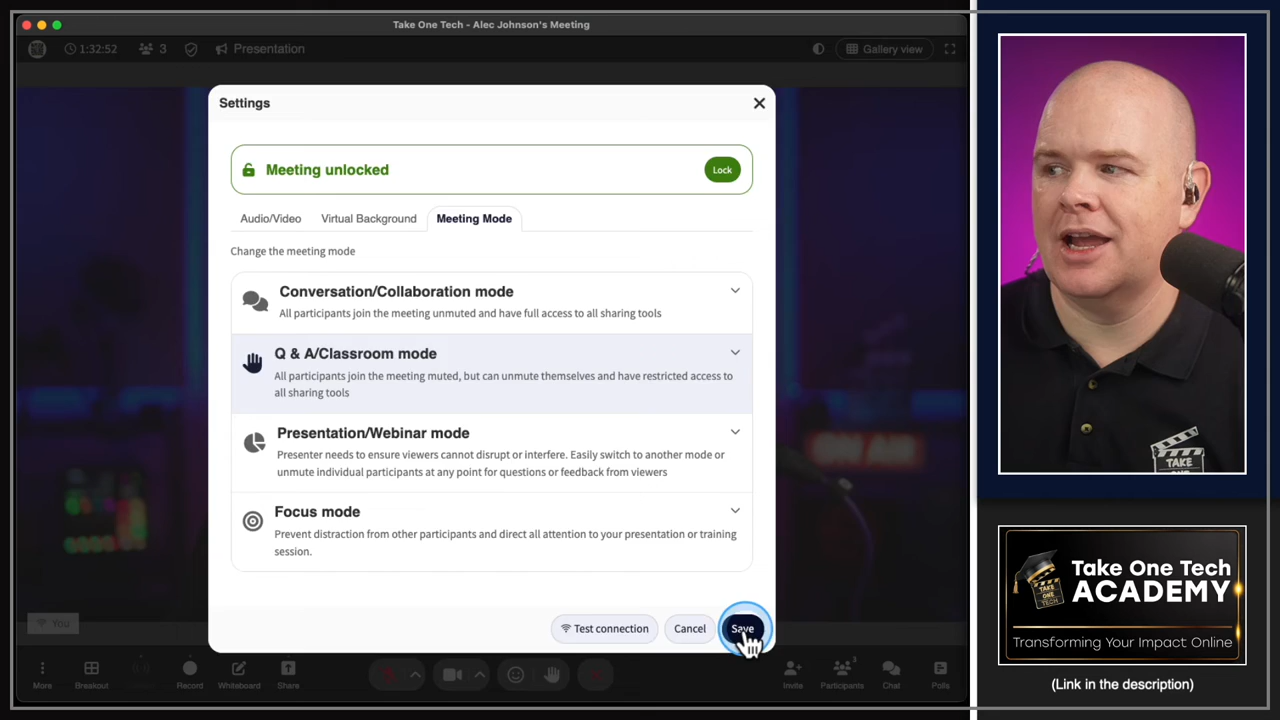 Take One Tech - Alec Johnson's Meeting
1:32:52
3
Presentation
Gallery view
Settings
Meeting unlocked
Lock
Audio/Video
Virtual Background
Meeting Mode
Change the meeting mode
Conversation/Collaboration mode
All participants join the meeting unmuted and have full access to all sharing tools
Q & A/Classroom mode
All participants join the meeting muted, but can unmute themselves and have restricted access to
all sharing tools
Presentation/Webinar mode
Presenter needs to ensure viewers cannot disrupt or interfere. Easily switch to another mode or
unmute individual participants at any point for questions or feedback from viewers
Focus mode
Prevent distraction from other participants and direct all attention to your presentation or training
session.
Test connection
Cancel
Save
You
More
Breakout
Record
Whiteboard
Share
Invite
3
Participants
Chat
Polls
TAKE
ONE
TAKE
ONE
TECH
Take One Tech
ACADEMY
Transforming Your Impact Online
(Link in the description)